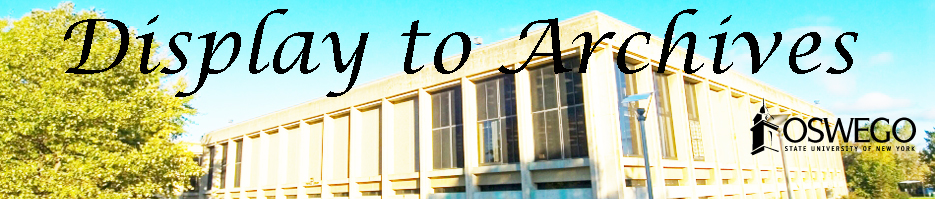 Display to Archives
OSWEGO
STATE UNIVERSITY OF NEW YORK